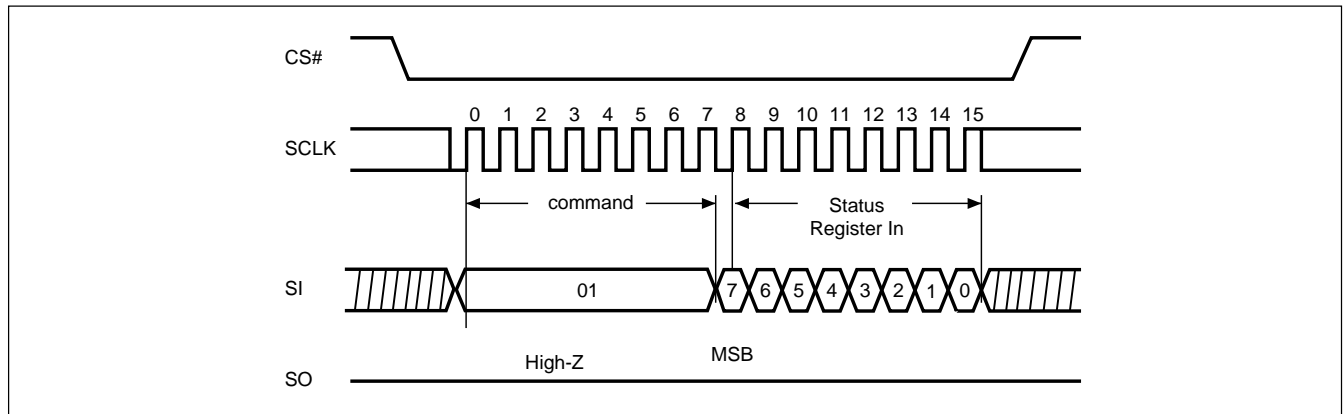 CS#
0 1 2 3 4 5 6 7 8 9 10 11 12 13 14 15
SCLK
command
Status
Register In
SI
01
7 6 5 4 3 2 1 0
High-Z
MSB
SO